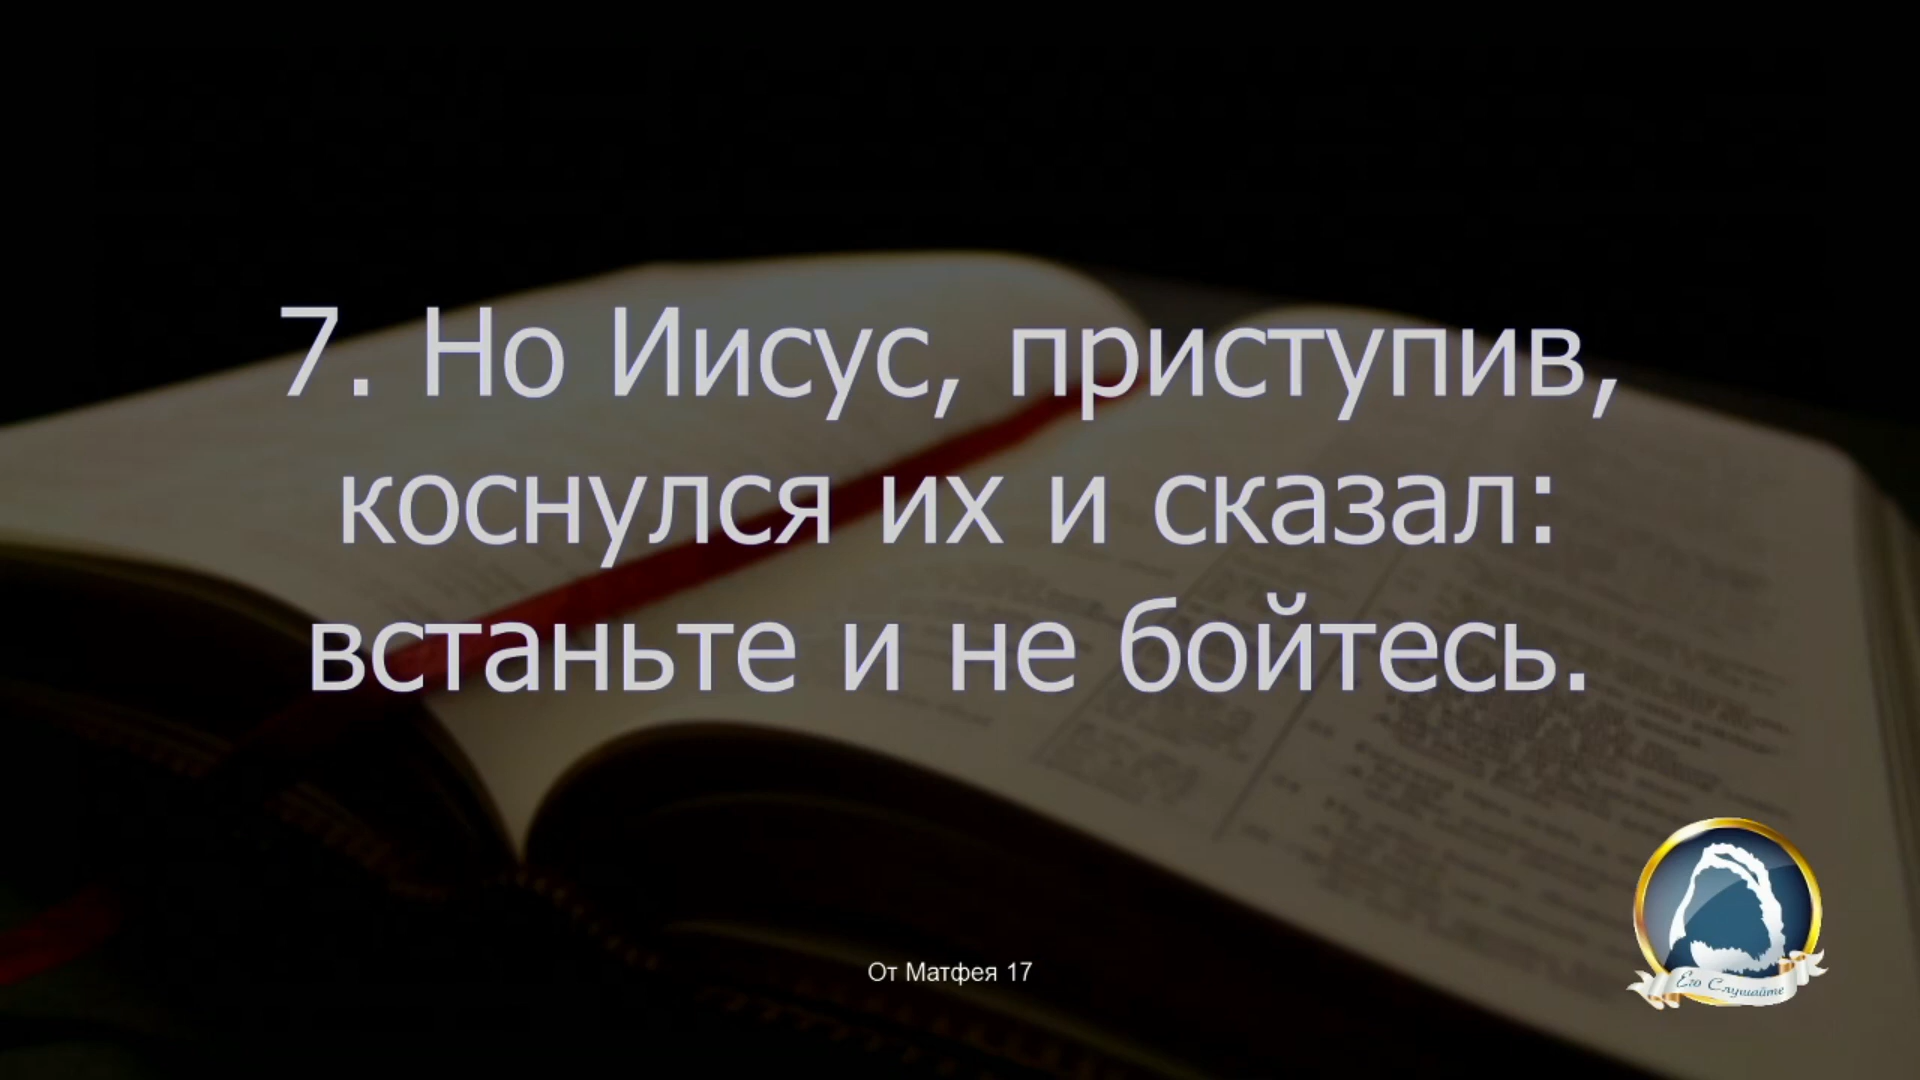 7. Но Иисус, приступив,
коснулся их и сказал:
встаньте и не бойтесь.
От Матфея 17
Его Слушайте